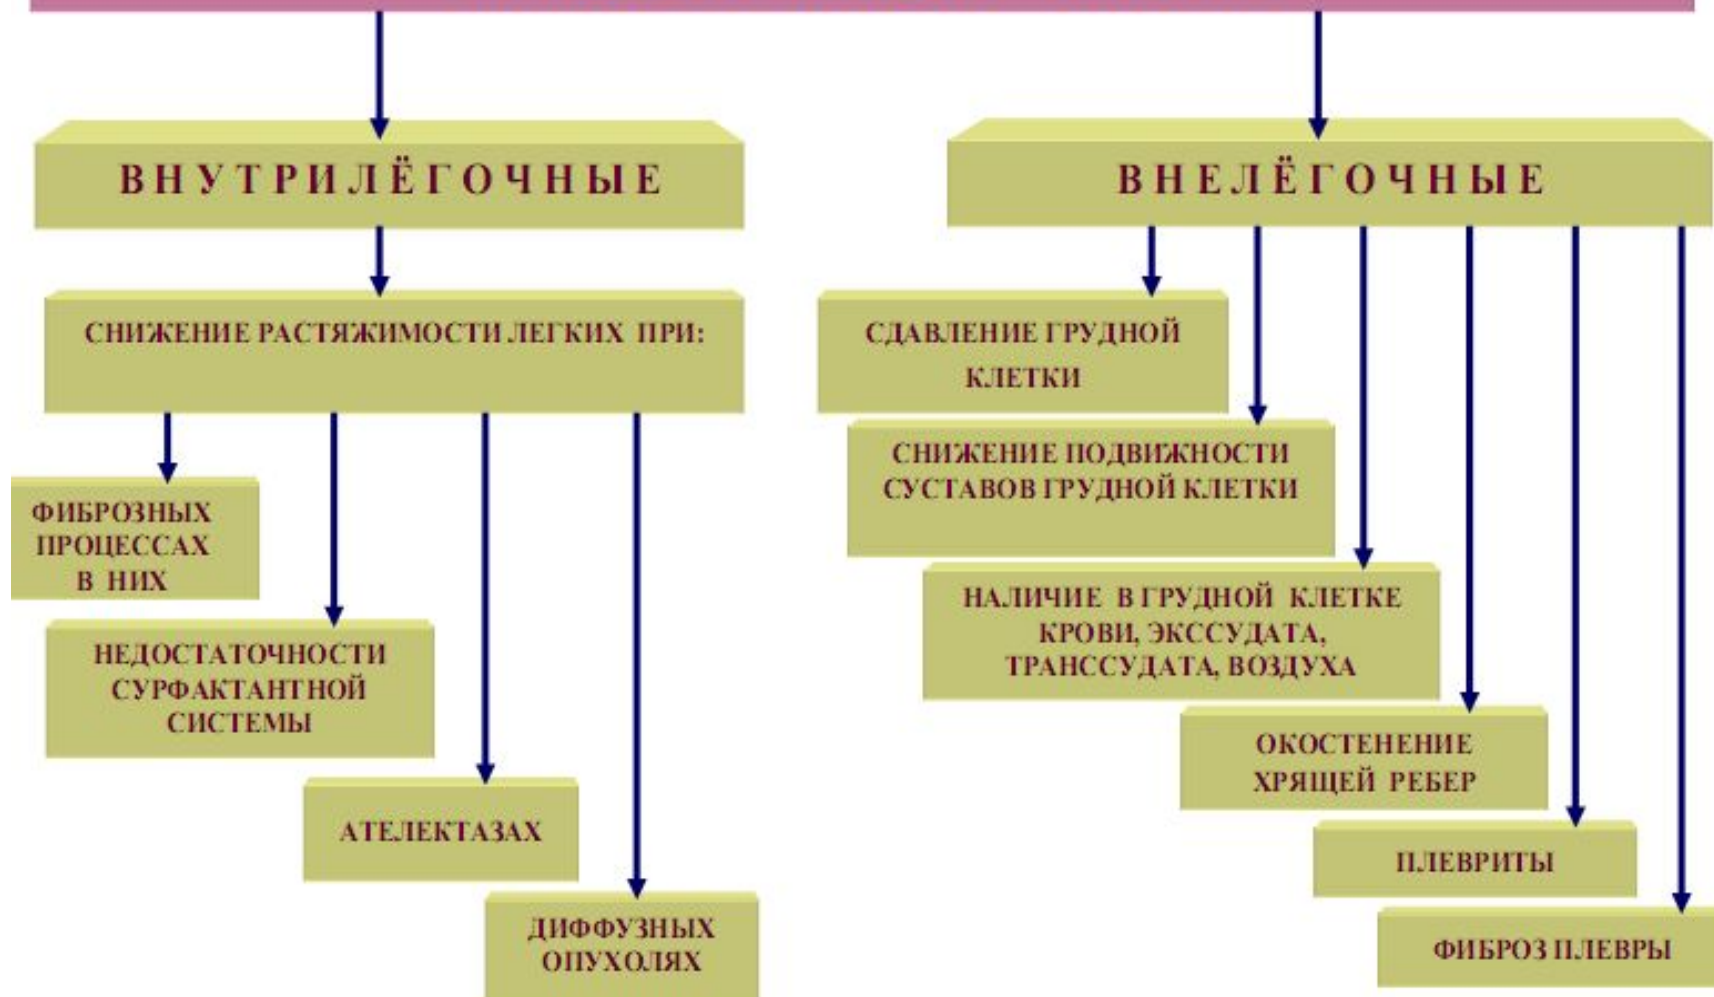 ВНУТРИЛЁГОЧНЫЕ
СНИЖЕНИЕ РАСТЯЖИМОСТИ ЛЕГКИХ ПРИ:
ФИБРОЗНЫХ
ПРОЦЕССАХ
В НИХ
НЕДОСТАТОЧНОСТИ
СУРФАКТАНТНОЙ
СИСТЕМЫ
АТЕЛЕКТАЗАХ
ДИФФУЗНЫХ
ОПУХОЛЯХ
ВНЕЛЁГОЧНЫЕ
СДАВЛЕНИЕ ГРУДНОЙ
КЛЕТКИ
СНИЖЕНИЕ ПОДВИЖНОСТИ
СУСТАВОВ ГРУДНОЙ КЛЕТКИ
НАЛИЧИЕ В ГРУДНОЙ КЛЕТКЕ
КРОВИ, ЭКССУДАТА,
ТРАНССУДАТА, ВОЗДУХА
ОКОСТЕНЕНИЕ
ХРЯЩЕЙ РЕБЕР
ПЛЕВРИТЫ
ФИБРОЗ ПЛЕВРЫ